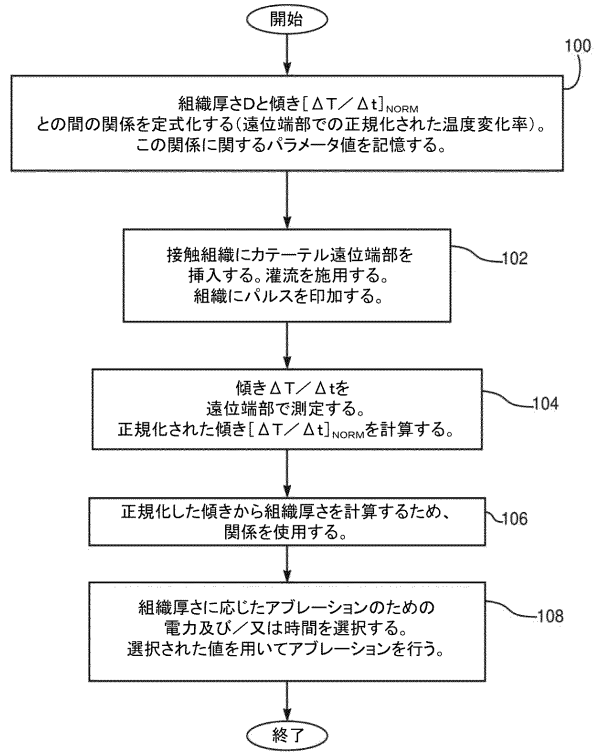 開始
100
組織厚さDと傾き[ΔT／Δt]NORM
との間の関係を定式化する(遠位端部での正規化された温度変化率)。
この関係に関するパラメータ値を記憶する。
102
接触組織にカテーテル遠位端部を
挿入する。灌流を施用する。
組織にパルスを印加する。
104
傾きΔT／Δtを
遠位端部で測定する。
正規化された傾き[ΔT／Δt]NORMを計算する。
106
正規化した傾きから組織厚さを計算するため、
関係を使用する。
108
組織厚さに応じたアブレーションのための
電力及び／又は時間を選択する。
選択された値を用いてアブレーションを行う。
終了